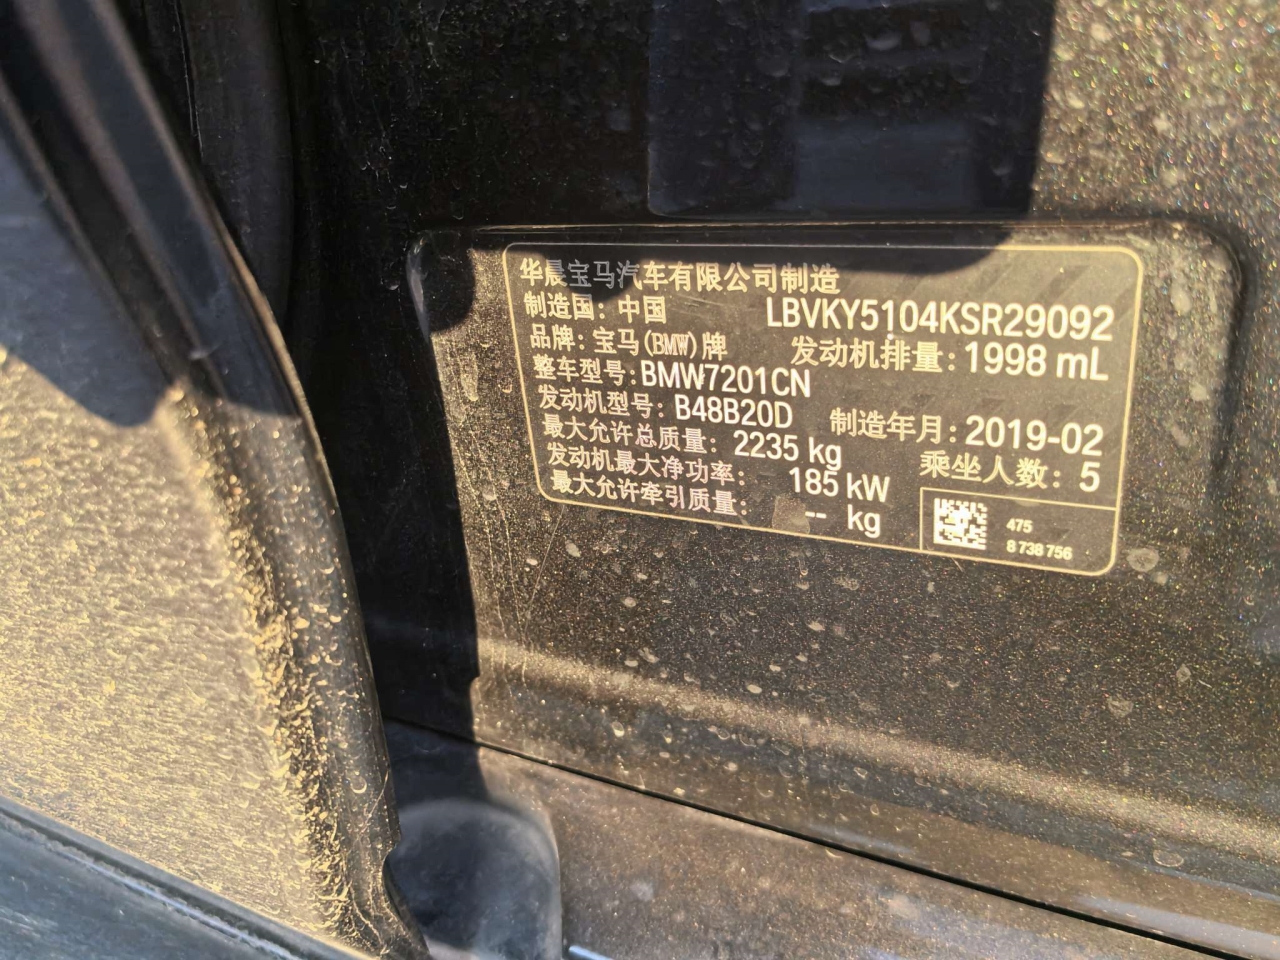 华晨宝马汽车有限公司制造
制造国：中国 LBVKY5104KSR29092
品牌：宝马(BMW)牌 发动机排量：1998 mL
整车型号：BMW7201CN
发动机型号：B48B20D 制造年月：2019-02
最大允许总质量：2235 kg 乘坐人数：5
发动机最大净功率：185 kW
最大允许牵引质量：-- kg
475
8 738 756